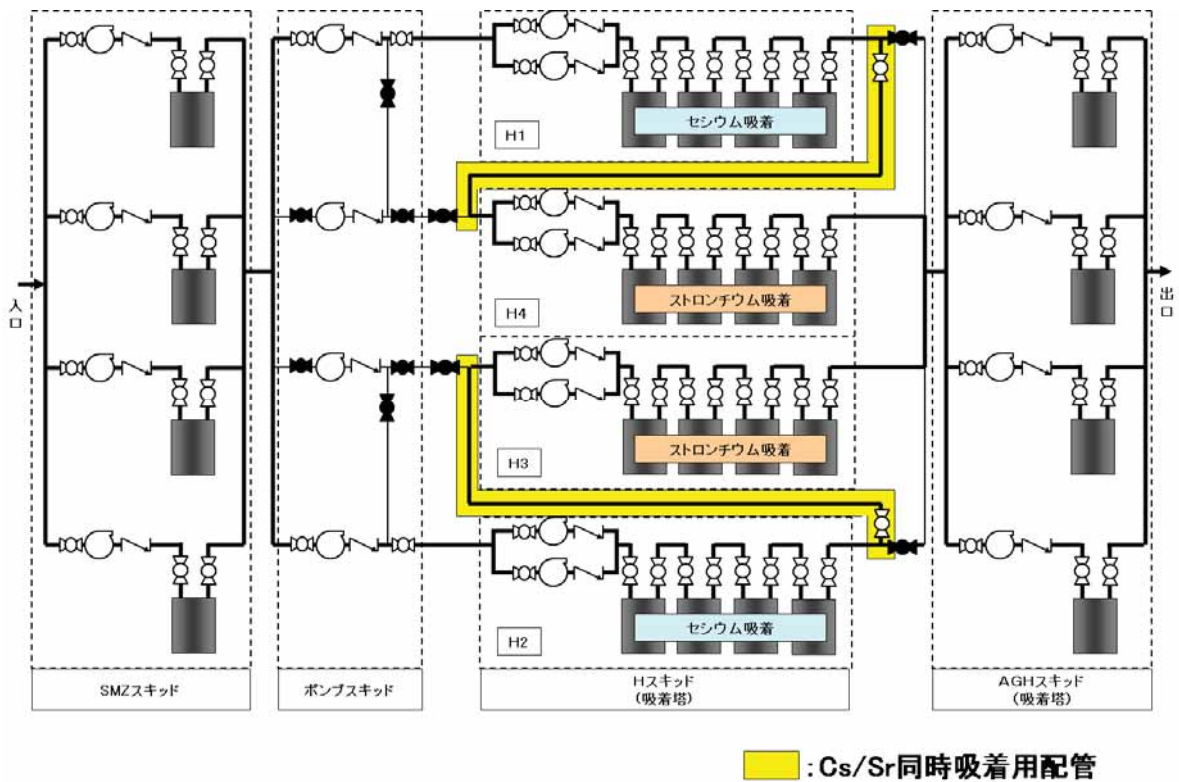 セシウム吸着
H1
ストロンチウム吸着
H4
入口
出口
ストロンチウム吸着
H3
セシウム吸着
H2
SMZスキッド
ポンプスキッド
Hスキッド
(吸着塔)
AGHスキッド
(吸着塔)
:Cs/Sr同時吸着用配管